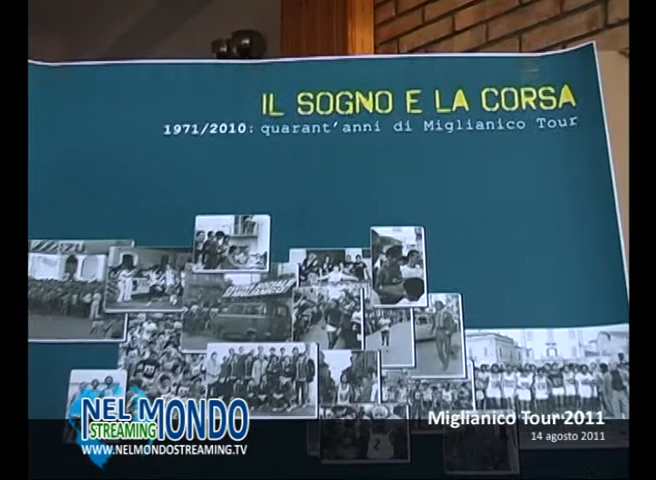 IL SOGNO E LA CORSA
1971/2010: quarant'anni di Miglianico Tour
NEL MONDO
STREAMING
WWW.NELMONDOSTREAMING.TV
Miglianico Tour 2011
14 agosto 2011